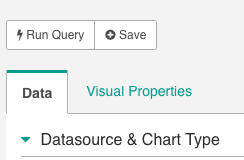 Run Query Save
Data Visual Properties
Datasource & Chart Type